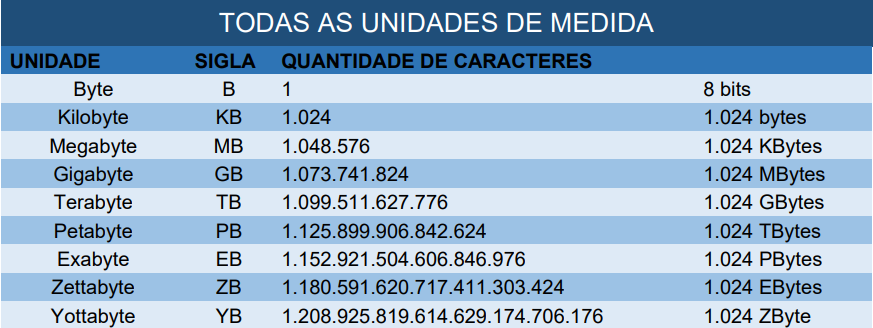 TODAS AS UNIDADES DE MEDIDA
UNIDADE SIGLA QUANTIDADE DE CARACTERES
Byte B 1 8 bits
Kilobyte KB 1.024 1.024 bytes
Megabyte MB 1.048.576 1.024 KBytes
Gigabyte GB 1.073.741.824 1.024 MBytes
Terabyte TB 1.099.511.627.776 1.024 GBytes
Petabyte PB 1.125.899.906.842.624 1.024 TBytes
Exabyte EB 1.152.921.504.606.846.976 1.024 PBytes
Zettabyte ZB 1.180.591.620.717.411.303.424 1.024 EBytes
Yottabyte YB 1.208.925.819.614.629.174.706.176 1.024 ZByte